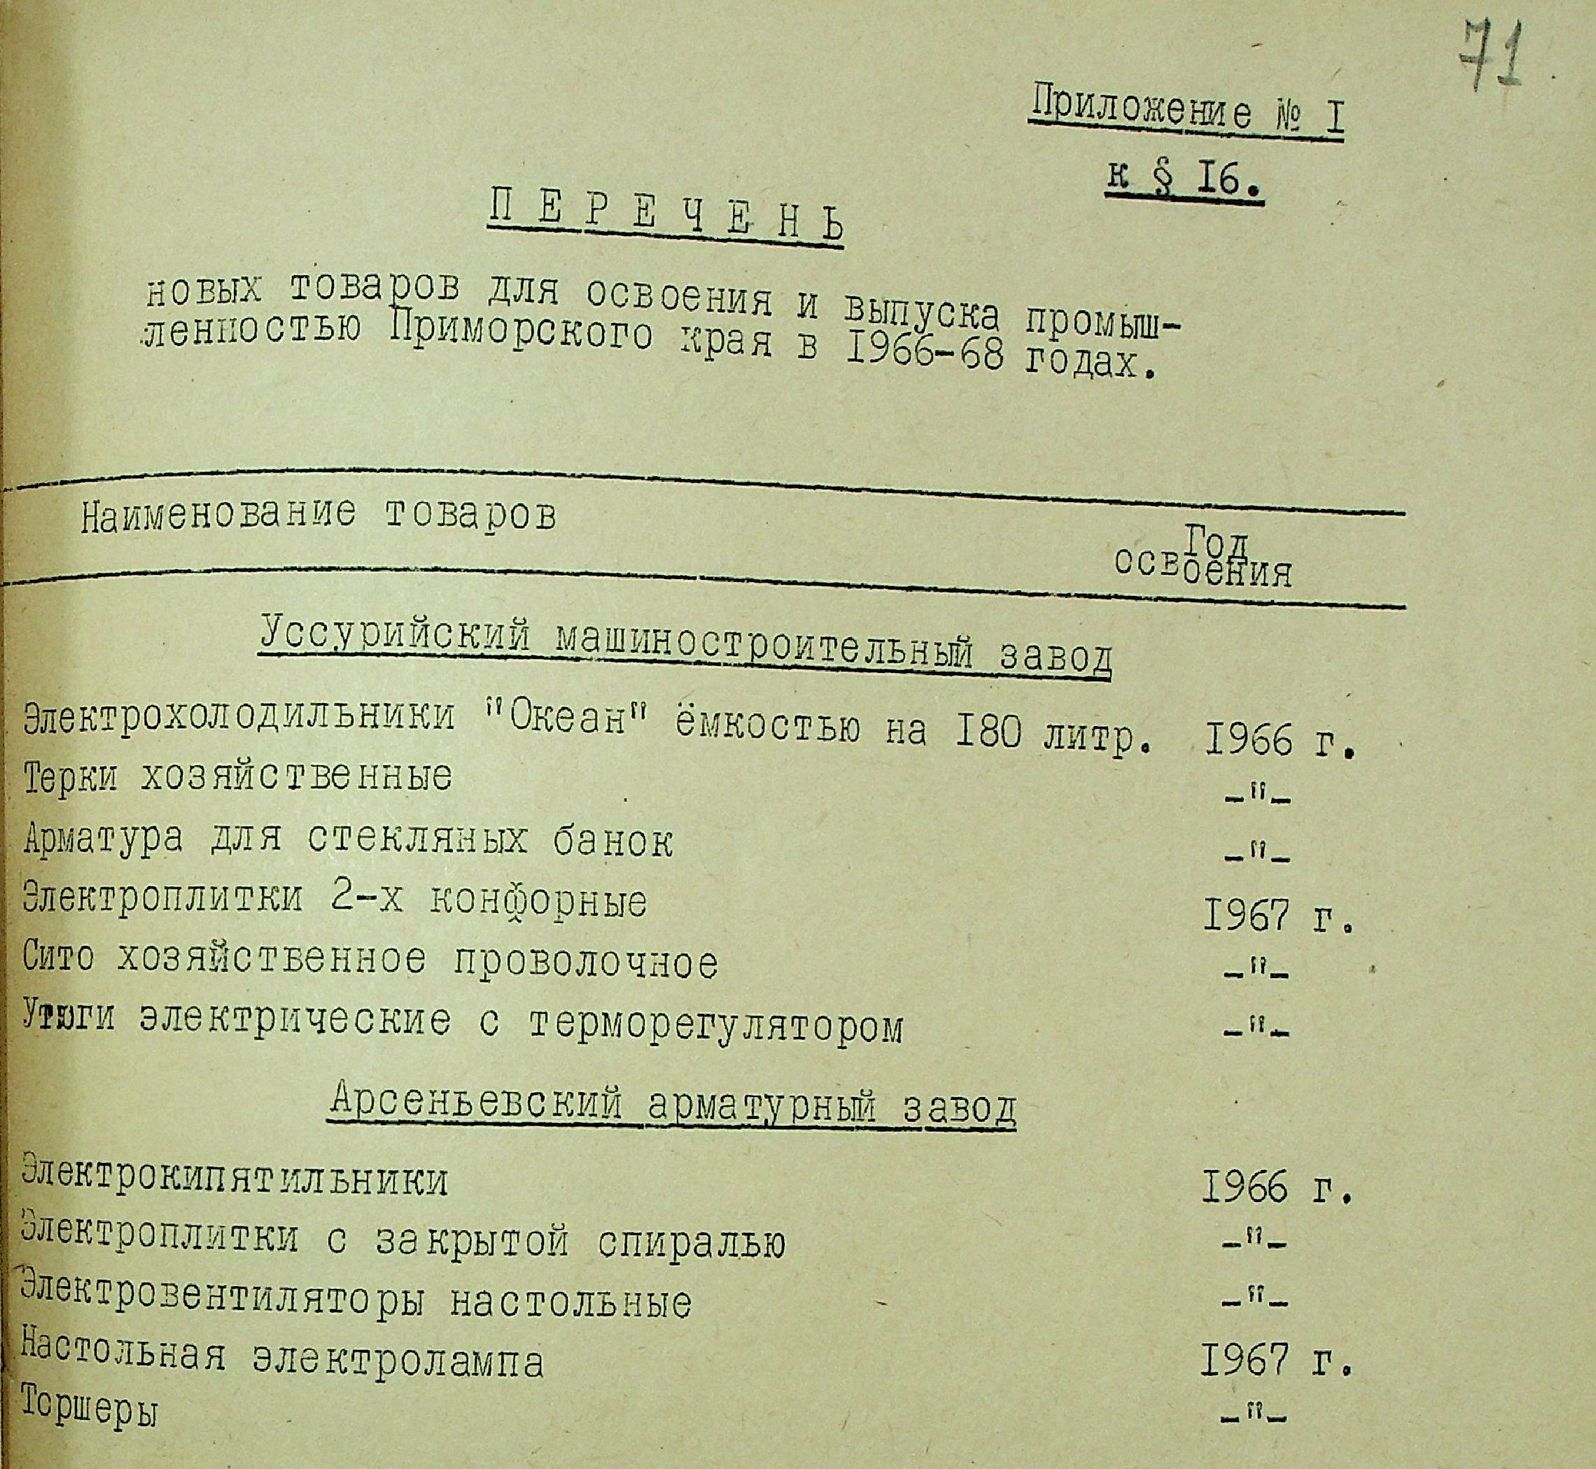 71
Приложение № I
к § I6.
П Е Р Е Ч Е Н Ь
новых товаров для освоения и выпуска промыш-
ленностью Приморского края в I966-68 годах.
Наименование товаров
Год
освоения
Уссурийский машиностроительный завод
Электрохолодильники "Океан" ёмкостью на I80 литр. I966 г.
Терки хозяйственные -"-
Арматура для стекляных банок -"-
Электроплитки 2-х конфорные I967 г.
Сито хозяйственное проволочное -"-
Утюги электрические с терморегулятором -"-
Арсеньевский арматурный завод
Электрокипятильники I966 г.
Электроплитки с закрытой спиралью -"-
Электровентиляторы настольные -"-
Настольная электролампа I967 г.
Торшеры -"-